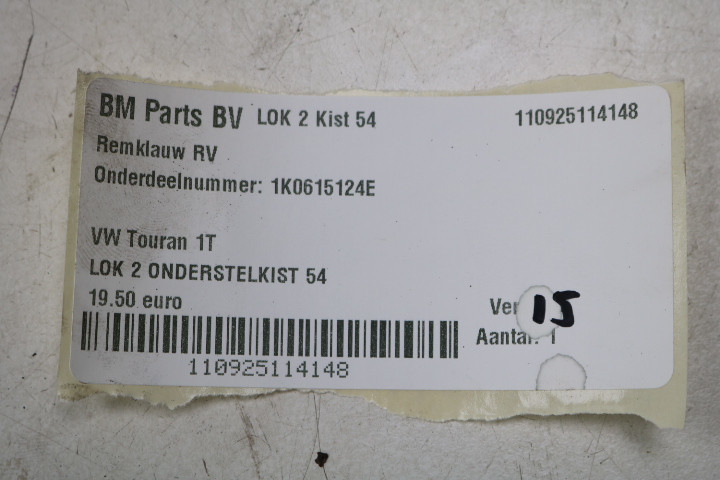 BM Parts BV LOK 2 Kist 54 110925114148
Remklauw RV
Onderdeelnummer: 1K0615124E
VW Touran 1T
LOK 2 ONDERSTELKIST 54
19.50 euro
15
Aantal: 1
110925114148